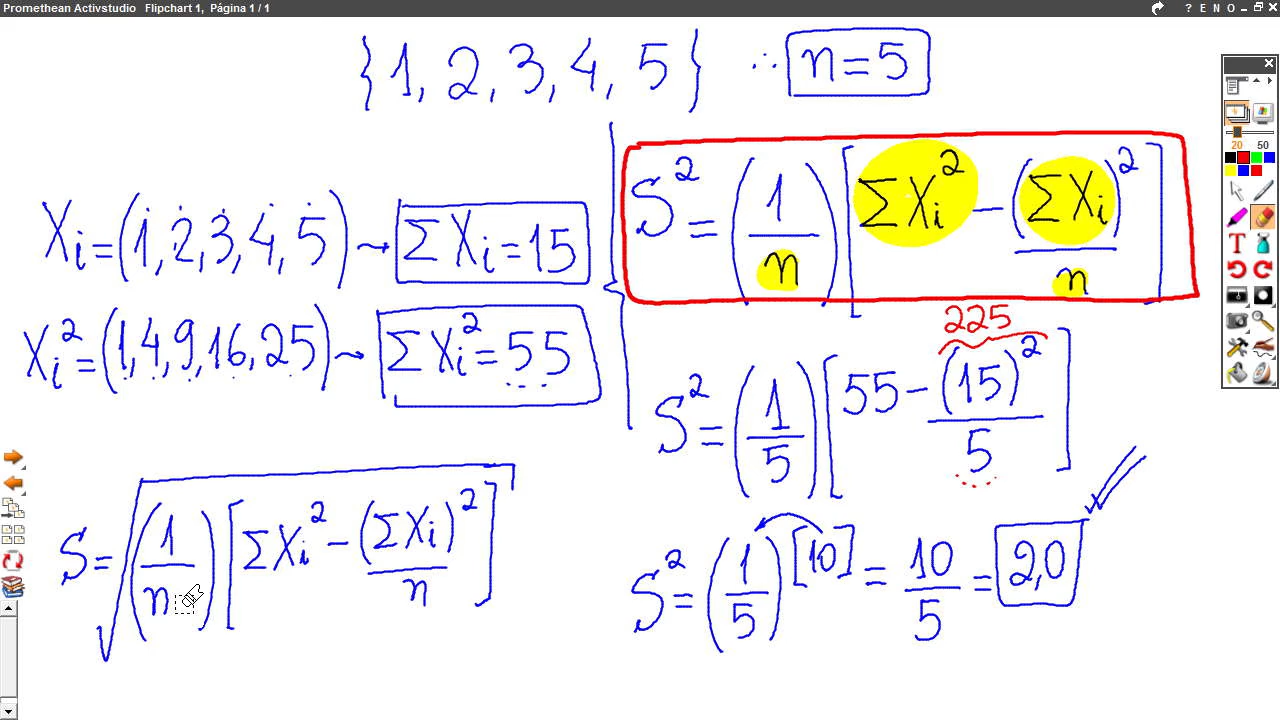 Promethean Activstudio Flipchart 1, Página 1 / 1
? E N O
{1, 2, 3, 4, 5} ∴ n=5
S² = (1/n) [ΣXi² − (ΣXi)²/n]
Xi = (1, 2, 3, 4, 5) → ΣXi = 15
Xi² = (1, 4, 9, 16, 25) → ΣXi² = 55
225
S² = (1/5) [55 − (15)²/5]
S = √(1/n) [ΣXi² − (ΣXi)²/n]
S² = (1/5) [10] = 10/5 = 2,0
20 50
T